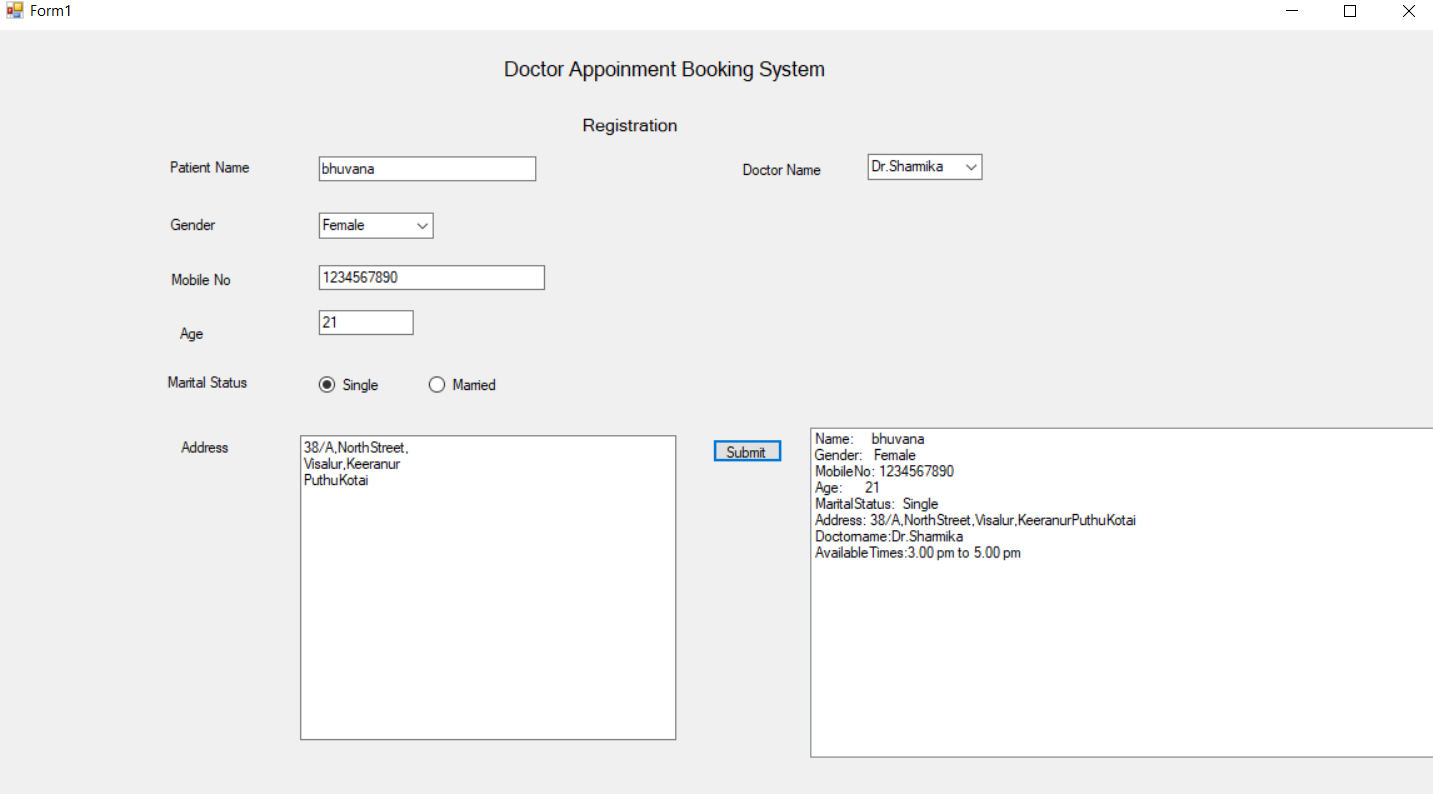 Form1
Doctor Appoinment Booking System
Registration
Patient Name
bhuvana
Doctor Name
Dr.Sharmika
Gender
Female
Mobile No
1234567890
Age
21
Marital Status
Single
Married
Address
38/A,NorthStreet,
Visalur,Keeranur
PuthuKotai
Submit
Name: bhuvana
Gender: Female
MobileNo: 1234567890
Age: 21
MaritalStatus: Single
Address: 38/A,NorthStreet,Visalur,KeeranurPuthuKotai
Doctorname:Dr.Sharmika
AvailableTimes:3.00 pm to 5.00 pm